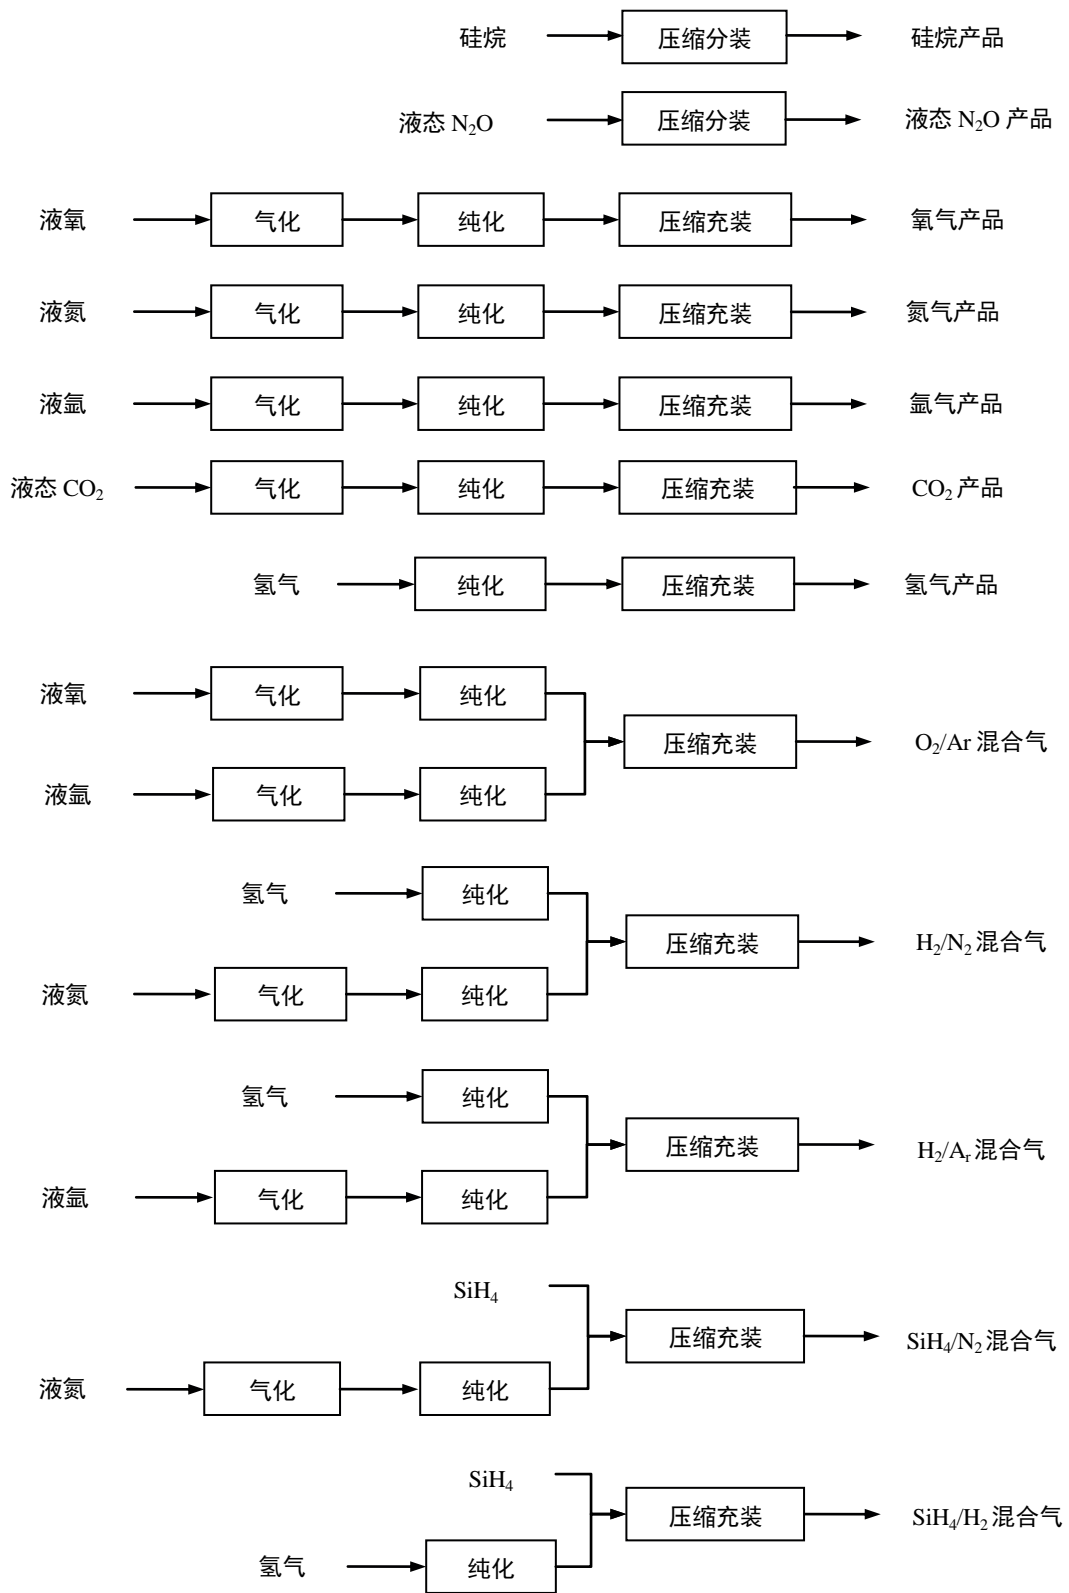 硅烷 压缩分装 硅烷产品
液态 N₂O 压缩分装 液态 N₂O 产品
液氧 气化 纯化 压缩充装 氧气产品
液氮 气化 纯化 压缩充装 氮气产品
液氩 气化 纯化 压缩充装 氩气产品
液态 CO₂ 气化 纯化 压缩充装 CO₂ 产品
氢气 纯化 压缩充装 氢气产品
液氧 气化 纯化
压缩充装 O₂/Ar 混合气
液氩 气化 纯化
氢气 纯化
压缩充装 H₂/N₂ 混合气
液氮 气化 纯化
氢气 纯化
压缩充装 H₂/Aᵣ 混合气
液氩 气化 纯化
SiH₄
压缩充装 SiH₄/N₂ 混合气
液氮 气化 纯化
SiH₄
压缩充装 SiH₄/H₂ 混合气
氢气 纯化